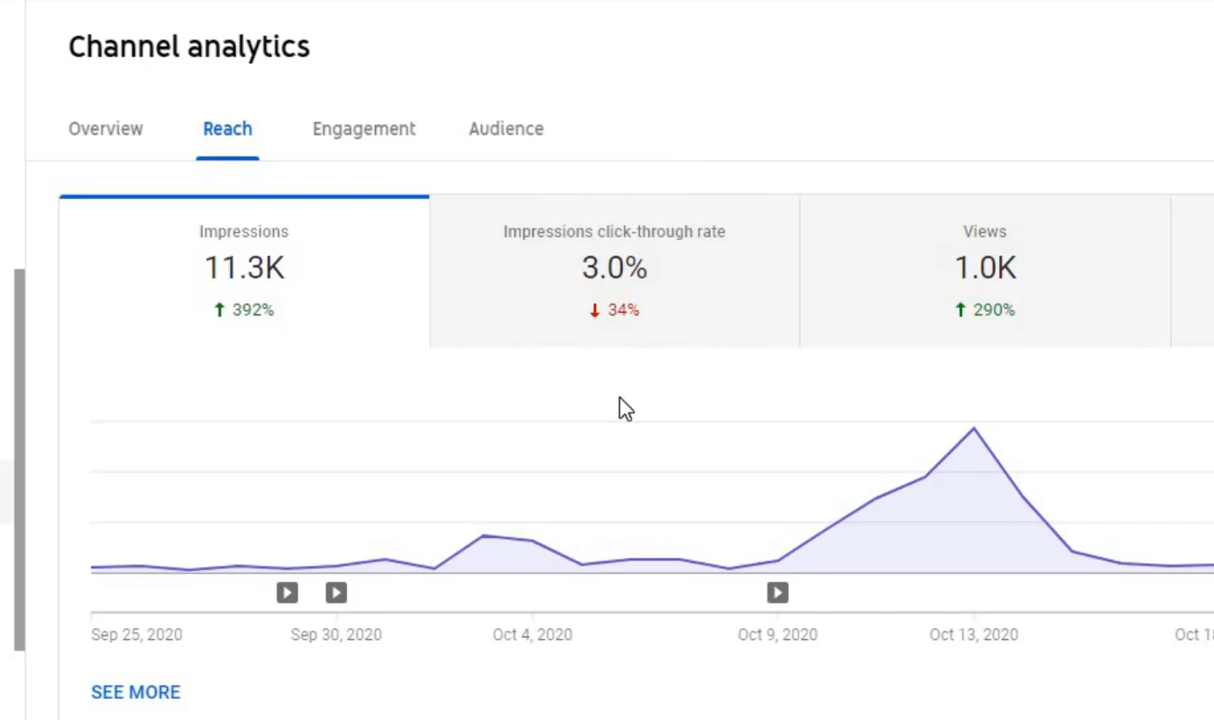 Channel analytics
Overview Reach Engagement Audience
Impressions Impressions click-through rate Views
11.3K 3.0% 1.0K
392% 34% 290%
Sep 25, 2020 Sep 30, 2020 Oct 4, 2020 Oct 9, 2020 Oct 13, 2020 Oct
SEE MORE